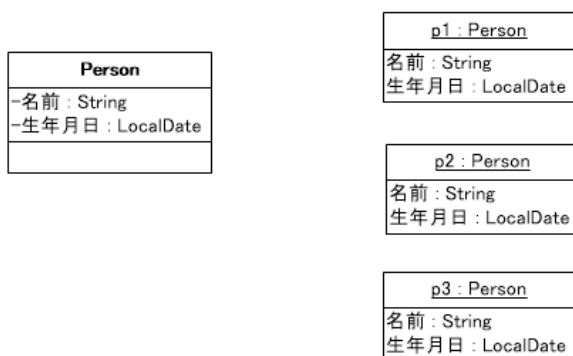 Person
-名前 : String
-生年月日 : LocalDate
p1 : Person
名前 : String
生年月日 : LocalDate
p2 : Person
名前 : String
生年月日 : LocalDate
p3 : Person
名前 : String
生年月日 : LocalDate